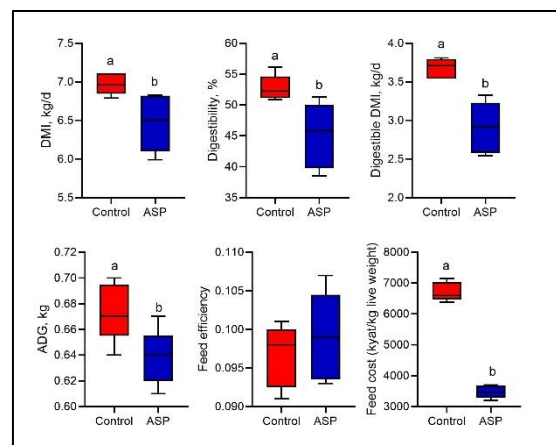 a
b
DMI, kg/d
7.5
7.0
6.5
6.0
5.5
Control
ASP
a
b
Digestibility, %
60
55
50
45
40
35
Control
ASP
a
b
Digestible DMI, kg/d
4.0
3.5
3.0
2.5
2.0
Control
ASP
a
b
ADG, kg
0.72
0.70
0.68
0.66
0.64
0.62
0.60
Control
ASP
Feed efficiency
0.110
0.105
0.100
0.095
0.090
Control
ASP
a
b
Feed cost (kyat/kg live weight)
8000
7000
6000
5000
4000
3000
Control
ASP